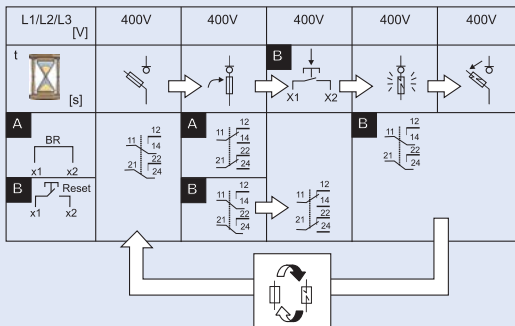 L1/L2/L3 [V] 400V 400V 400V 400V 400V
t [s]
B
X1 X2
A
BR
x1 x2
11 12 14
21 22 24
A
11 12 14
21 22 24
B
11 12 14
21 22 24
B
Reset
x1 x2
B
11 12 14
21 22 24
11 12 14
21 22 24